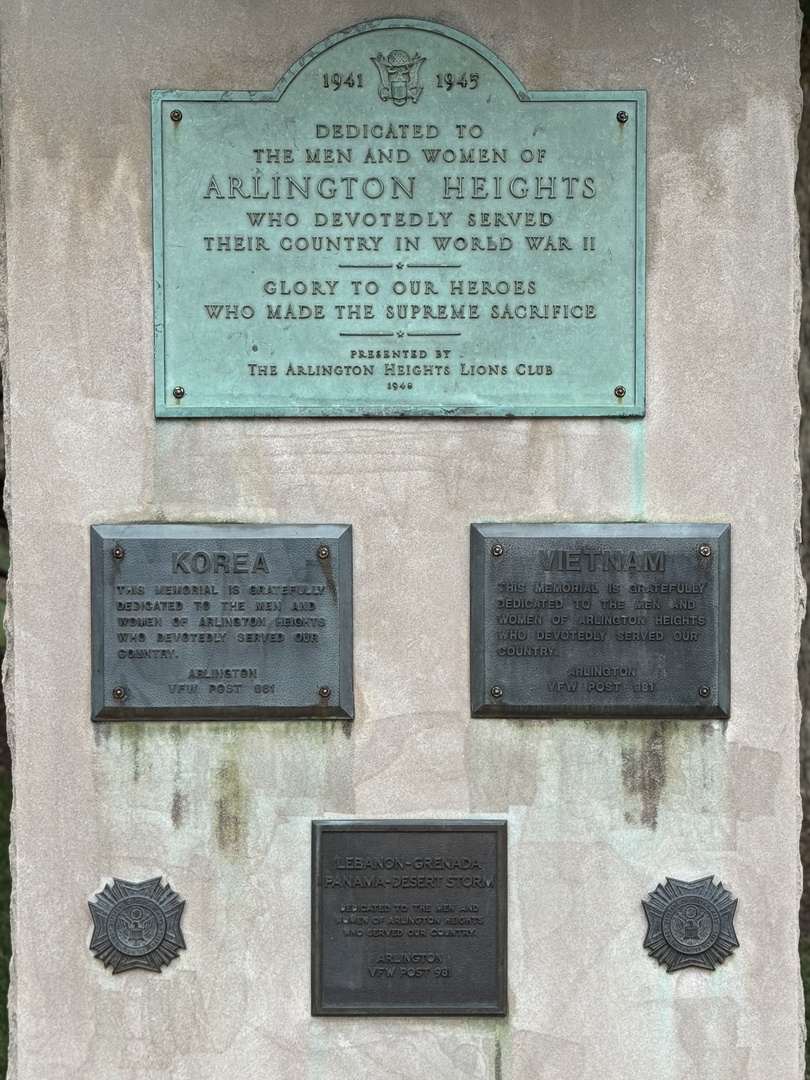 1941 1945
DEDICATED TO
THE MEN AND WOMEN OF
ARLINGTON HEIGHTS
WHO DEVOTEDLY SERVED
THEIR COUNTRY IN WORLD WAR II
GLORY TO OUR HEROES
WHO MADE THE SUPREME SACRIFICE
PRESENTED BY
THE ARLINGTON HEIGHTS LIONS CLUB
1948
KOREA
THIS MEMORIAL IS GRATEFULLY
DEDICATED TO THE MEN AND
WOMEN OF ARLINGTON HEIGHTS
WHO DEVOTEDLY SERVED OUR
COUNTRY.
ARLINGTON
VFW POST 981
VIETNAM
THIS MEMORIAL IS GRATEFULLY
DEDICATED TO THE MEN AND
WOMEN OF ARLINGTON HEIGHTS
WHO DEVOTEDLY SERVED OUR
COUNTRY.
ARLINGTON
VFW POST 981
LEBANON-GRENADA
PANAMA-DESERT STORM
DEDICATED TO THE MEN AND
WOMEN OF ARLINGTON HEIGHTS
WHO SERVED OUR COUNTRY.
ARLINGTON
VFW POST 981